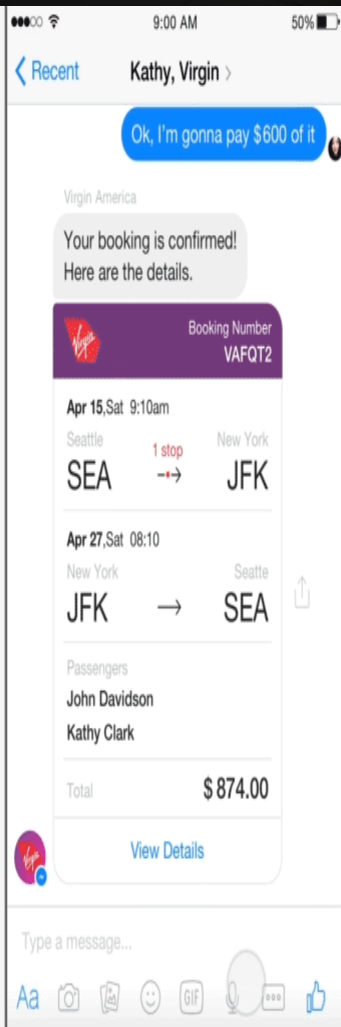 9:00 AM
50%
Recent
Kathy, Virgin >
Ok, I'm gonna pay $600 of it
Virgin America
Your booking is confirmed!
Here are the details.
Virgin
Booking Number
VAFQT2
Apr 15,Sat 9:10am
Seattle
1 stop
New York
SEA
JFK
Apr 27,Sat 08:10
New York
Seatte
JFK
→
SEA
Passengers
John Davidson
Kathy Clark
Total
$874.00
View Details
Virgin
Type a message...
Aa
GIF